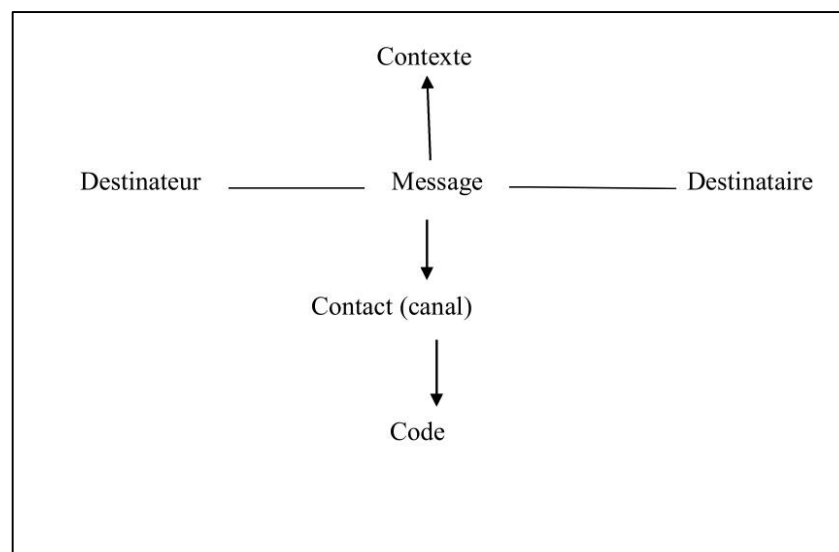 Contexte
Destinateur Message Destinataire
Contact (canal)
Code